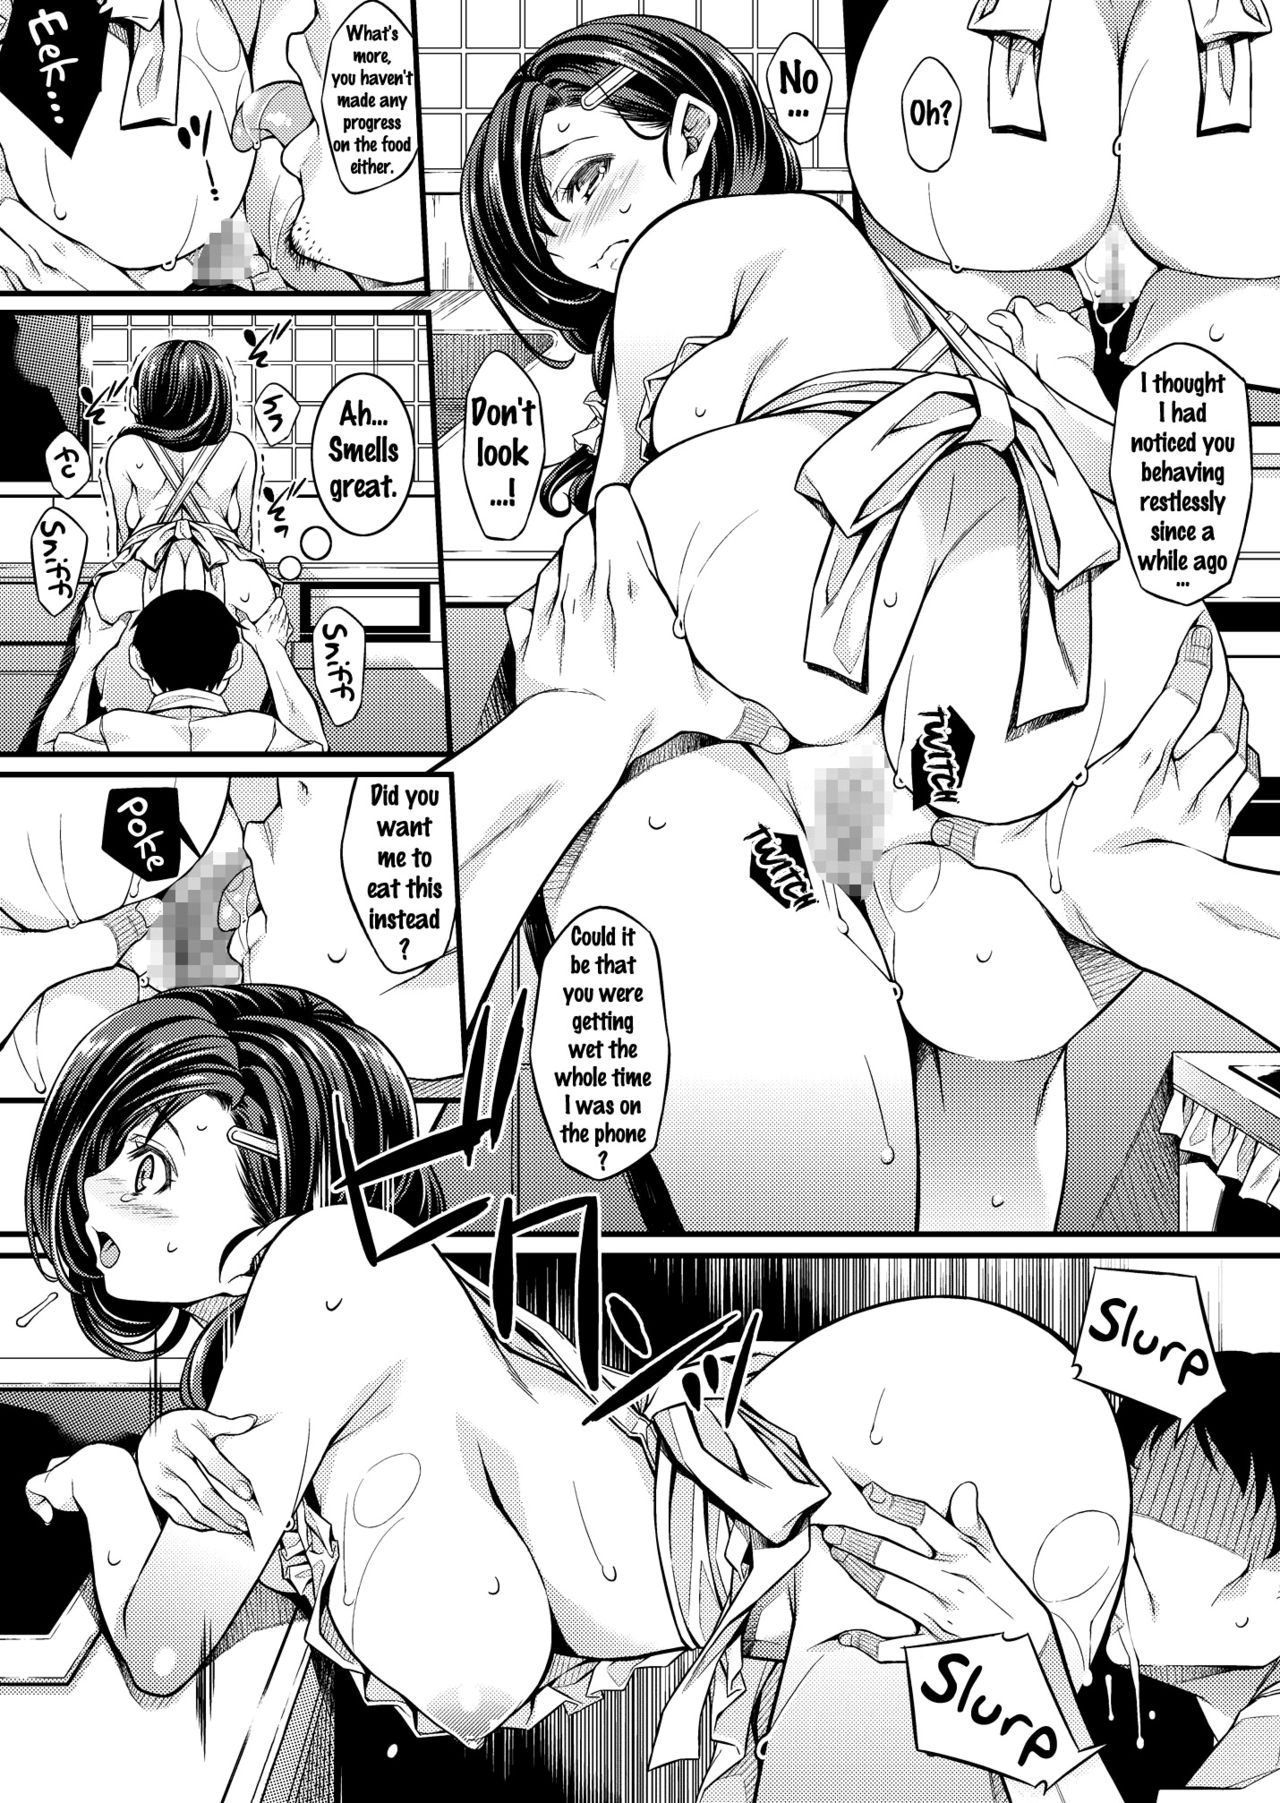 Oh?
I thought
I had
noticed you
behaving
restlessly
since a
while ago
...
No
...
Don't
look
...!
TWITCH
TWITCH
Could it
be that
you were
getting
wet the
whole time
I was on
the phone
?
What's
more,
you haven't
made any
progress
on the food
either.
Eek...
Ah...
Smells
great.
fu
Sniff
Sniff
Did you
want
me to
eat this
instead
?
poke
Slurp
Slurp